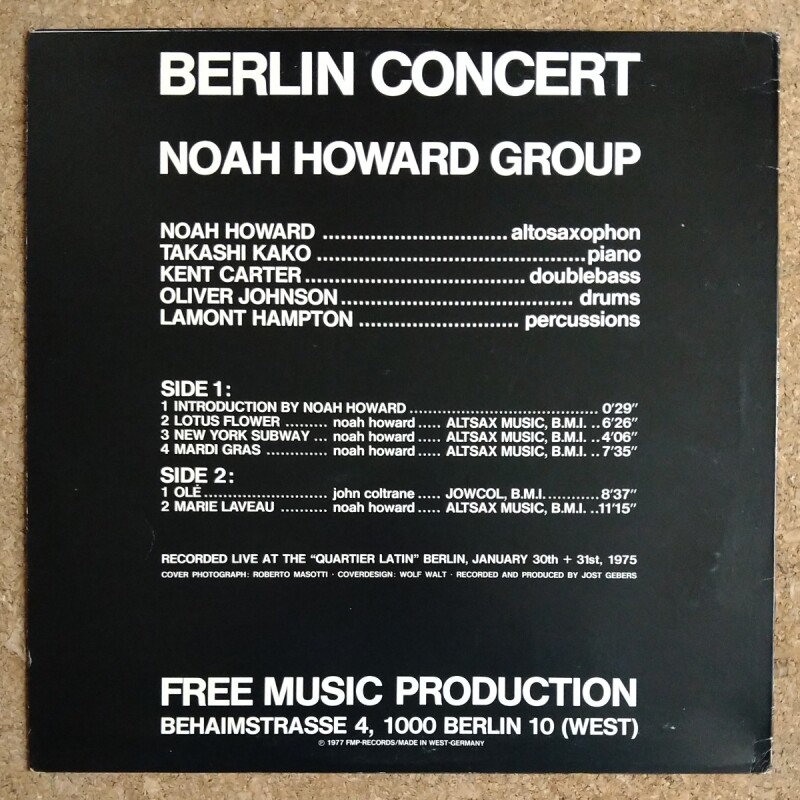 BERLIN CONCERT
NOAH HOWARD GROUP
NOAH HOWARD ................................ altosaxophon
TAKASHI KAKO ............................................. piano
KENT CARTER ..................................... doublebass
OLIVER JOHNSON ....................................... drums
LAMONT HAMPTON ........................... percussions
SIDE 1:
1 INTRODUCTION BY NOAH HOWARD ....................................... 0'29"
2 LOTUS FLOWER ......... noah howard ..... ALTSAX MUSIC, B.M.I. .. 6'26"
3 NEW YORK SUBWAY ... noah howard ..... ALTSAX MUSIC, B.M.I. .. 4'06"
4 MARDI GRAS ............. noah howard ..... ALTSAX MUSIC, B.M.I. .. 7'35"
SIDE 2:
1 OLÉ ........................... john coltrane ..... JOWCOL, B.M.I. ........... 8'37"
2 MARIE LAVEAU .......... noah howard ..... ALTSAX MUSIC, B.M.I. ..11'15"
RECORDED LIVE AT THE “QUARTIER LATIN” BERLIN, JANUARY 30th + 31st, 1975
COVER PHOTOGRAPH: ROBERTO MASOTTI · COVERDESIGN: WOLF WALT · RECORDED AND PRODUCED BY JOST GEBERS
FREE MUSIC PRODUCTION
BEHAIMSTRASSE 4, 1000 BERLIN 10 (WEST)
℗ 1977 FMP-RECORDS/MADE IN WEST-GERMANY